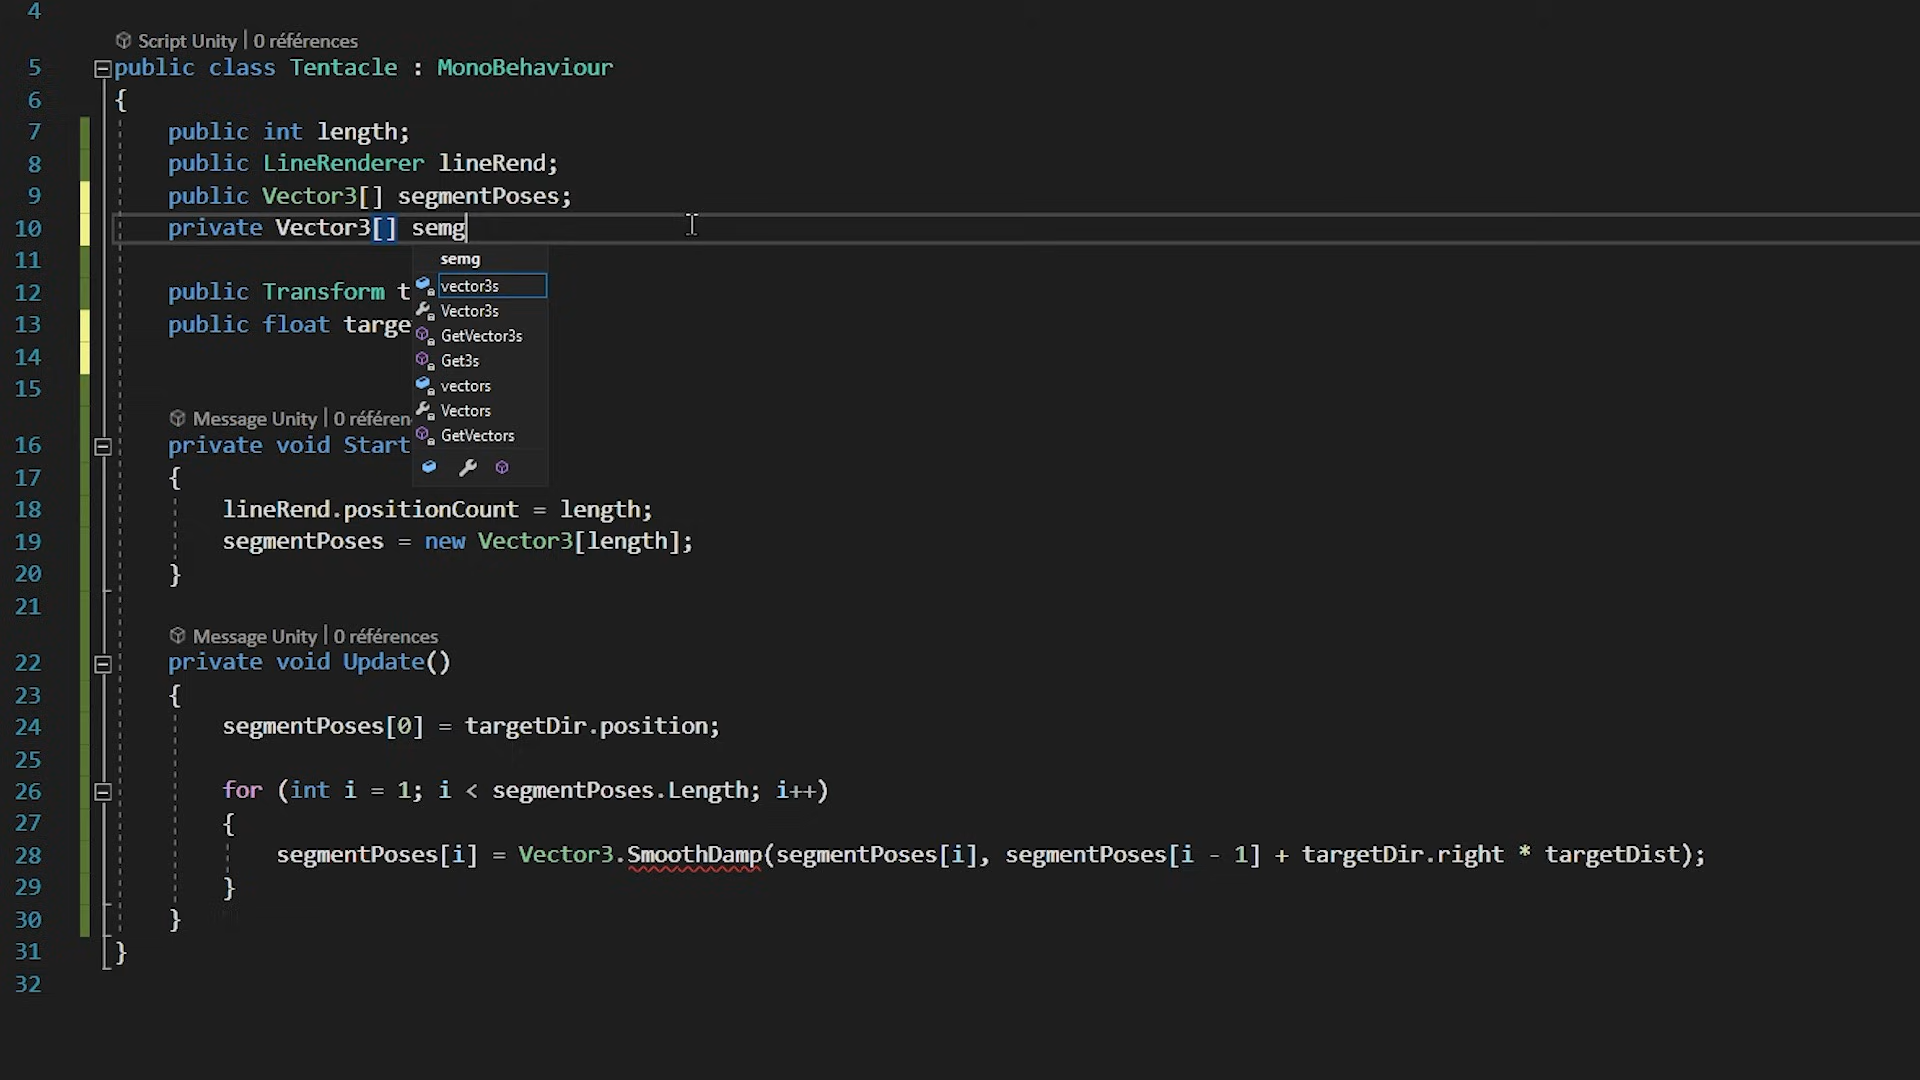 4
Script Unity | 0 références
5 public class Tentacle : MonoBehaviour
6 {
7 public int length;
8 public LineRenderer lineRend;
9 public Vector3[] segmentPoses;
10 private Vector3[] semg
11 semg
vector3s
12 public Transform t
Vector3s
13 public float targe
GetVector3s
14 Get3s
15 vectors
Vectors
Message Unity | 0 référen
GetVectors
16 private void Start
17 {
18 lineRend.positionCount = length;
19 segmentPoses = new Vector3[length];
20 }
21
Message Unity | 0 références
22 private void Update()
23 {
24 segmentPoses[0] = targetDir.position;
25
26 for (int i = 1; i < segmentPoses.Length; i++)
27 {
28 segmentPoses[i] = Vector3.SmoothDamp(segmentPoses[i], segmentPoses[i - 1] + targetDir.right * targetDist);
29 }
30 }
31 }
32